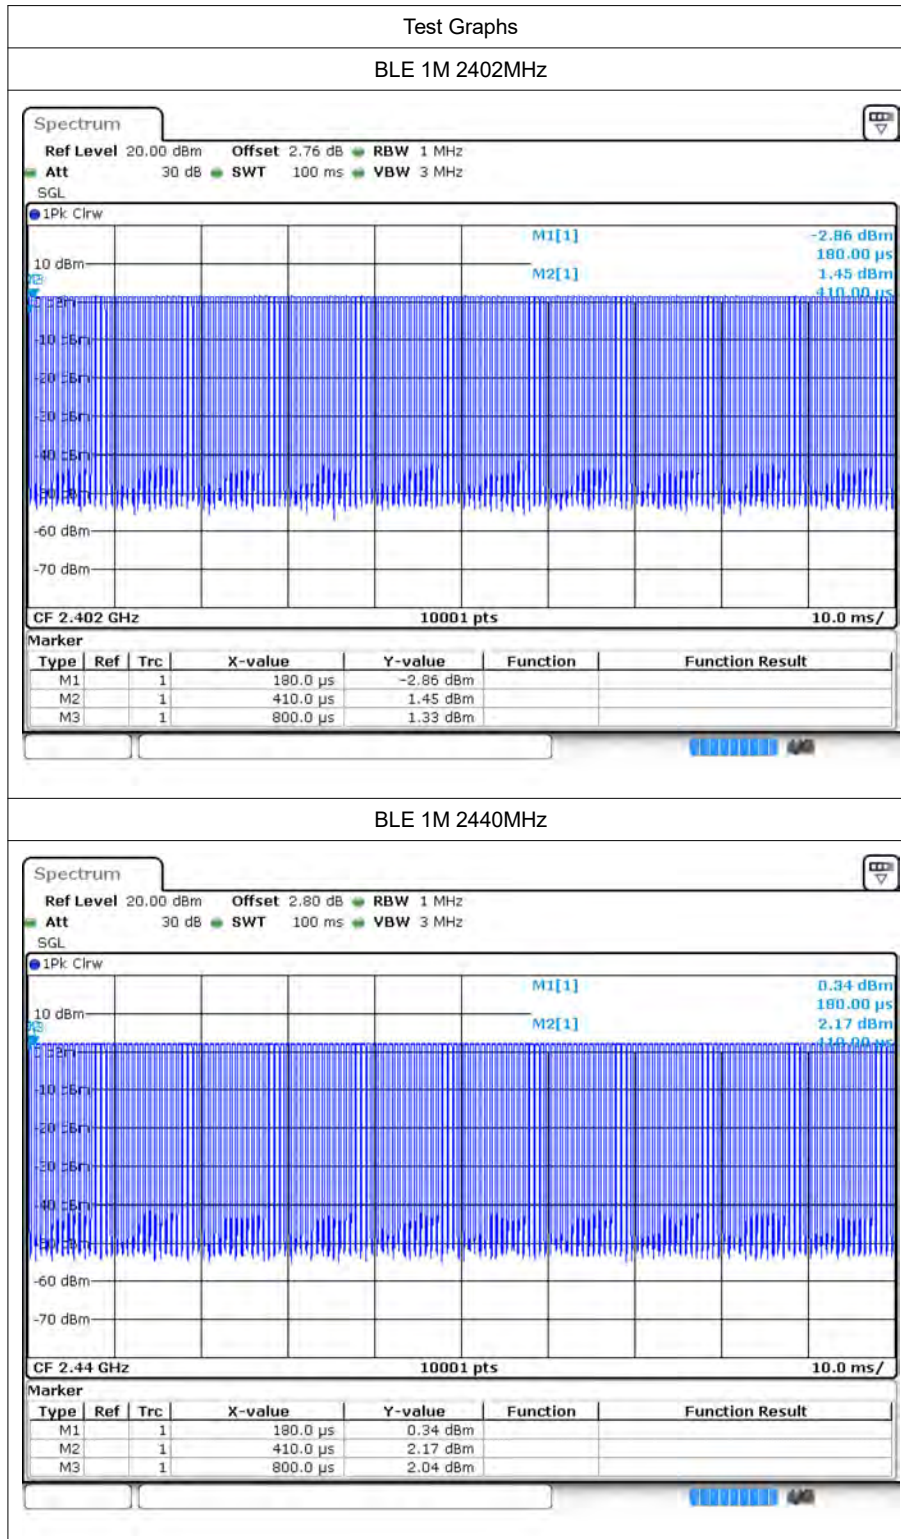 Test Graphs
BLE 1M 2402MHz
Spectrum
Ref Level 20.00 dBm Offset 2.76 dB RBW 1 MHz
Att 30 dB SWT 100 ms VBW 3 MHz
SGL
1Pk Clrw
M1[1] -2.86 dBm
180.00 µs
10 dBm
M2[1] 1.45 dBm
410.00 µs
-60 dBm
-70 dBm
CF 2.402 GHz 10001 pts 10.0 ms/
Marker
Type Ref Trc X-value Y-value Function Function Result
M1 1 180.0 µs -2.86 dBm
M2 1 410.0 µs 1.45 dBm
M3 1 800.0 µs 1.33 dBm
BLE 1M 2440MHz
Spectrum
Ref Level 20.00 dBm Offset 2.80 dB RBW 1 MHz
Att 30 dB SWT 100 ms VBW 3 MHz
SGL
1Pk Clrw
M1[1] 0.34 dBm
180.00 µs
10 dBm
M2[1] 2.17 dBm
410.00 µs
-60 dBm
-70 dBm
CF 2.44 GHz 10001 pts 10.0 ms/
Marker
Type Ref Trc X-value Y-value Function Function Result
M1 1 180.0 µs 0.34 dBm
M2 1 410.0 µs 2.17 dBm
M3 1 800.0 µs 2.04 dBm